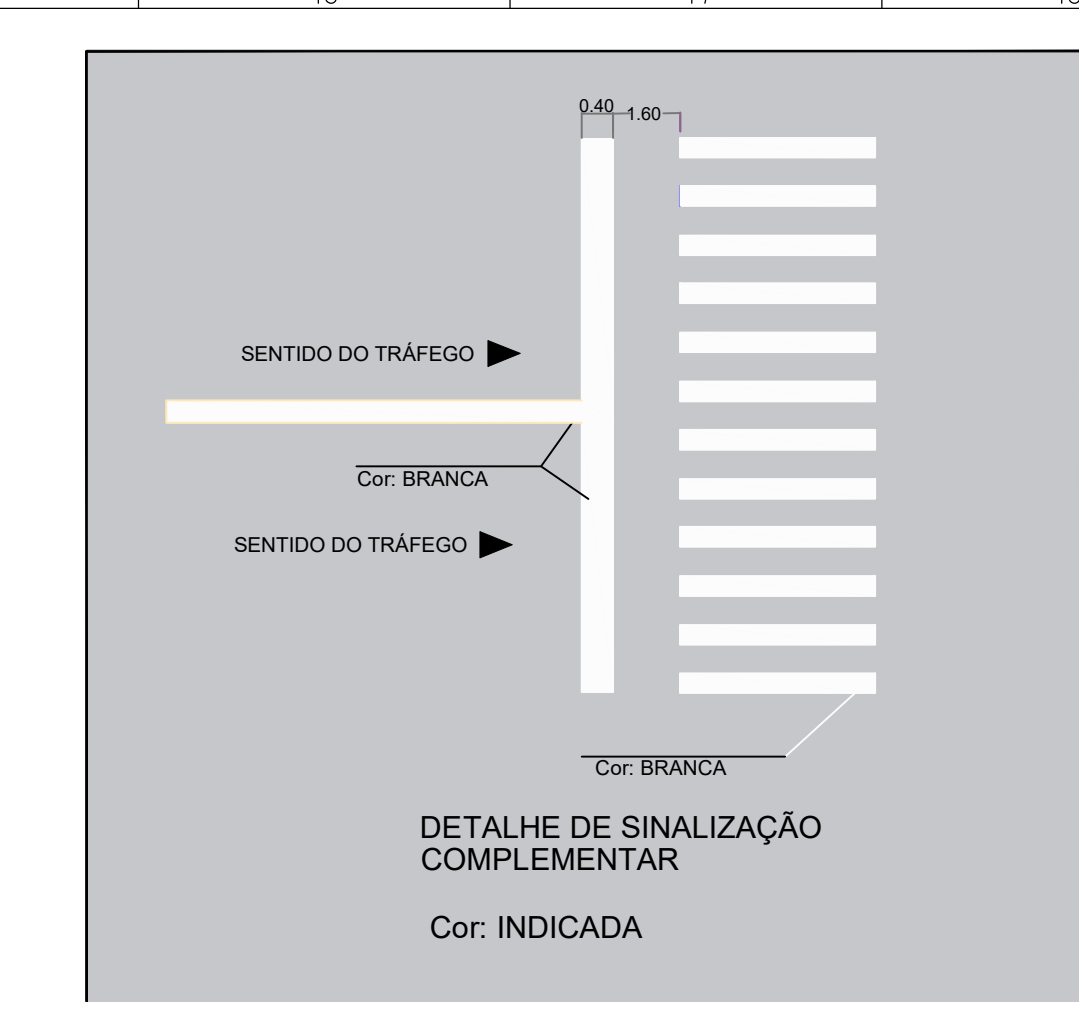 0.40
1.60
SENTIDO DO TRÁFEGO
Cor: BRANCA
SENTIDO DO TRÁFEGO
Cor: BRANCA
DETALHE DE SINALIZAÇÃO
COMPLEMENTAR
Cor: INDICADA